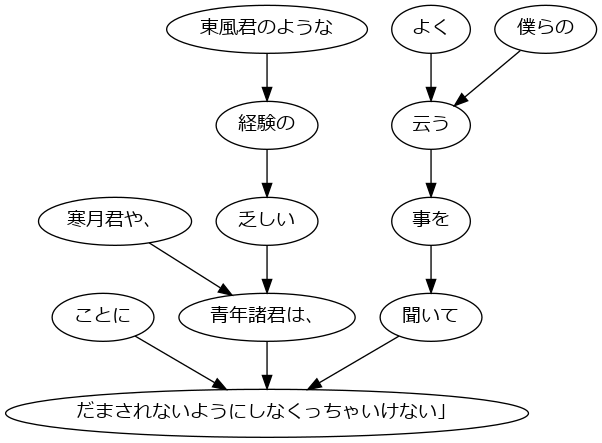 東風君のような よく 僕らの
経験の 云う
寒月君や、 乏しい 事を
ことに 青年諸君は、 聞いて
だまされないようにしなくっちゃいけない」